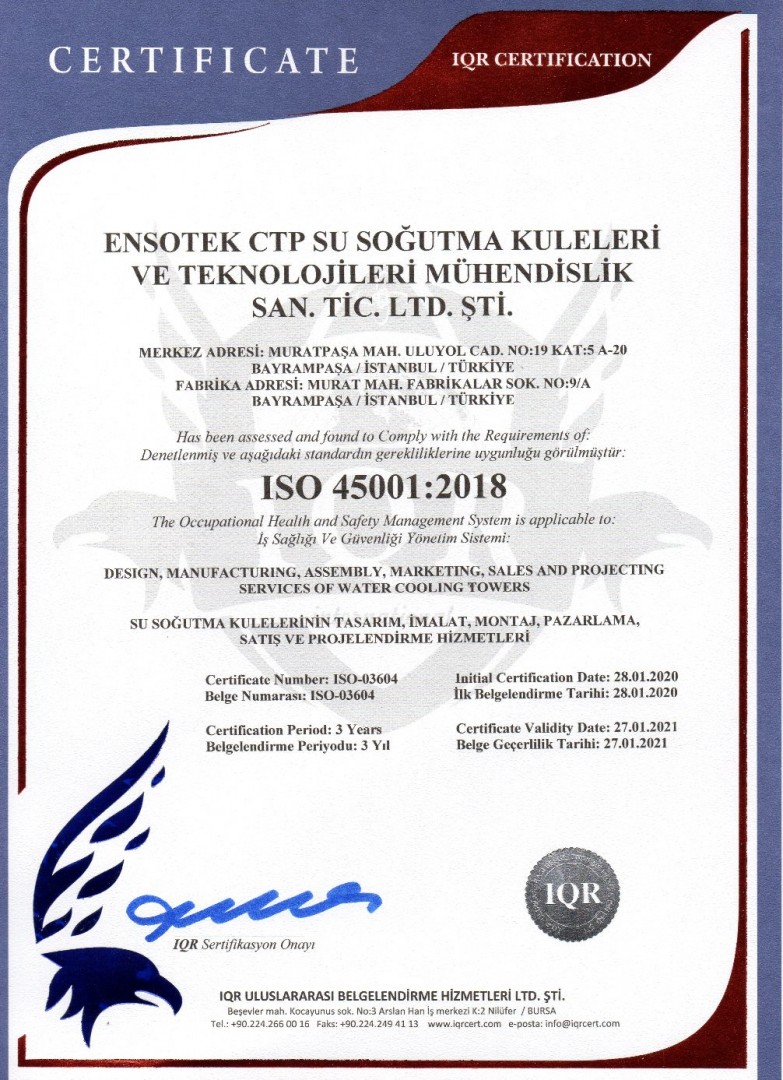 CERTIFICATE
IQR CERTIFICATION
ENSOTEK CTP SU SOĞUTMA KULELERİ
VE TEKNOLOJİLERİ MÜHENDİSLİK
SAN. TİC. LTD. ŞTİ.
MERKEZ ADRESİ: MURATPAŞA MAH. ULUYOL CAD. NO:19 KAT:5 A-20
BAYRAMPAŞA / İSTANBUL / TÜRKİYE
FABRİKA ADRESİ: MURAT MAH. FABRİKALAR SOK. NO:9/A
BAYRAMPAŞA / İSTANBUL / TÜRKİYE
Has been assessed and found to Comply with the Requirements of:
Denetlenmiş ve aşağıdaki standardın gerekliliklerine uygunluğu görülmüştür:
ISO 45001:2018
The Occupational Health and Safety Management System is applicable to:
İş Sağlığı Ve Güvenliği Yönetim Sistemi:
DESIGN, MANUFACTURING, ASSEMBLY, MARKETING, SALES AND PROJECTING
SERVICES OF WATER COOLING TOWERS
SU SOĞUTMA KULELERİNİN TASARIM, İMALAT, MONTAJ, PAZARLAMA,
SATIŞ VE PROJELENDİRME HİZMETLERİ
Certificate Number: ISO-03604
Belge Numarası: ISO-03604
Initial Certification Date: 28.01.2020
İlk Belgelendirme Tarihi: 28.01.2020
Certification Period: 3 Years
Belgelendirme Periyodu: 3 Yıl
Certificate Validity Date: 27.01.2021
Belge Geçerlilik Tarihi: 27.01.2021
IQR
IQR Sertifikasyon Onayı
IQR ULUSLARARASI BELGELENDİRME HİZMETLERİ LTD. ŞTİ.
Beşevler mah. Kocayunus sok. No:3 Arslan Han İş merkezi K:2 Nilüfer / BURSA
Tel.: +90.224.266 00 16 Faks: +90.224.249 41 13 www.iqrcert.com e-posta: info@iqrcert.com